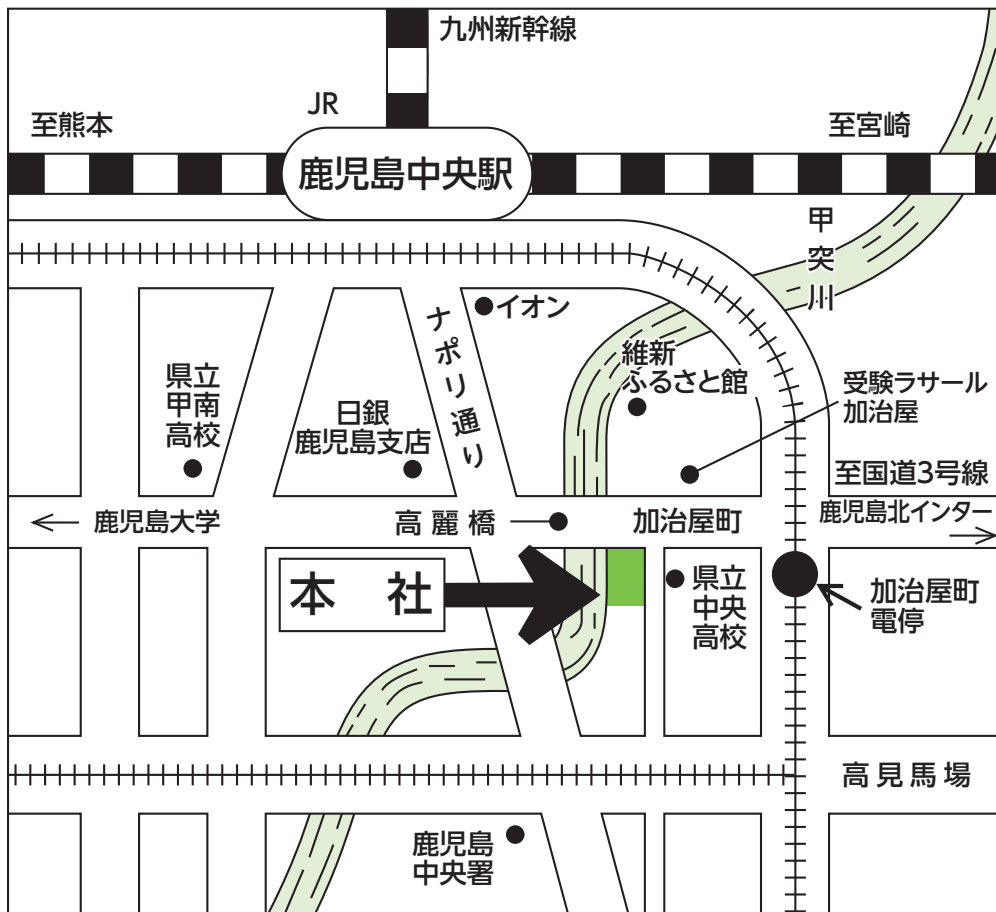 九州新幹線
JR
至熊本
至宮崎
鹿児島中央駅
甲突川
イオン
ナポリ通り
維新
ふるさと館
県立
甲南
高校
日銀
鹿児島支店
受験ラサール
加治屋
至国道3号線
鹿児島大学
高麗橋
加治屋町
鹿児島北インター
本社
県立
中央
高校
加治屋町
電停
高見馬場
鹿児島
中央署